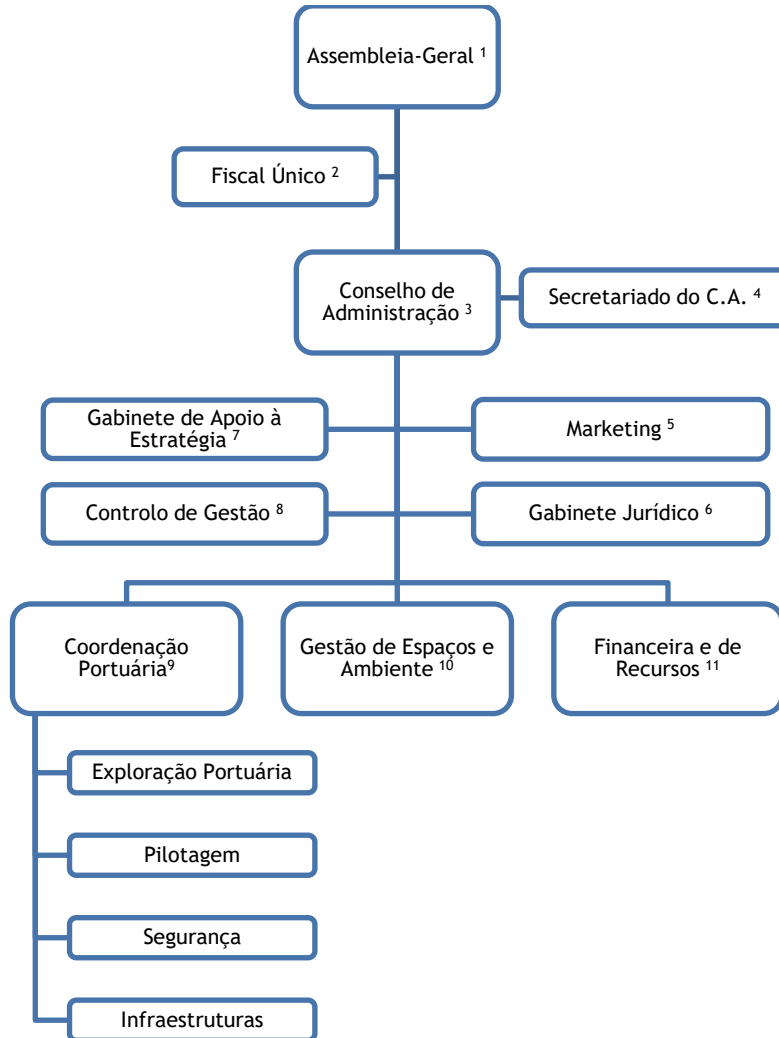 Assembleia-Geral ¹
Fiscal Único ²
Conselho de
Administração ³
Secretariado do C.A. ⁴
Gabinete de Apoio à
Estratégia ⁷
Marketing ⁵
Controlo de Gestão ⁸
Gabinete Jurídico ⁶
Coordenação
Portuária⁹
Gestão de Espaços e
Ambiente ¹⁰
Financeira e de
Recursos ¹¹
Exploração Portuária
Pilotagem
Segurança
Infraestruturas